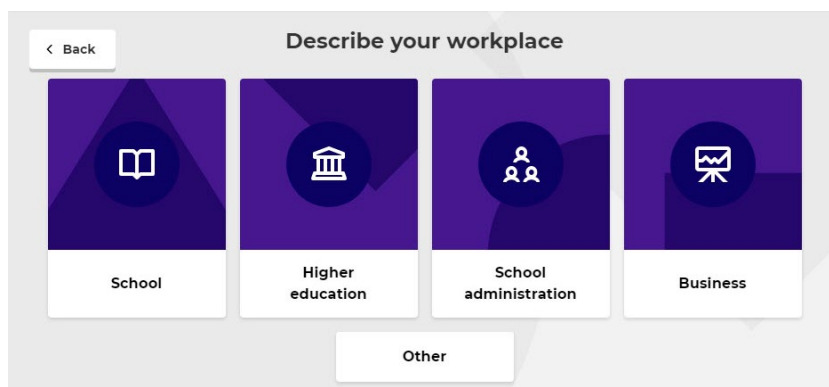 Back
Describe your workplace
School
Higher
education
School
administration
Business
Other